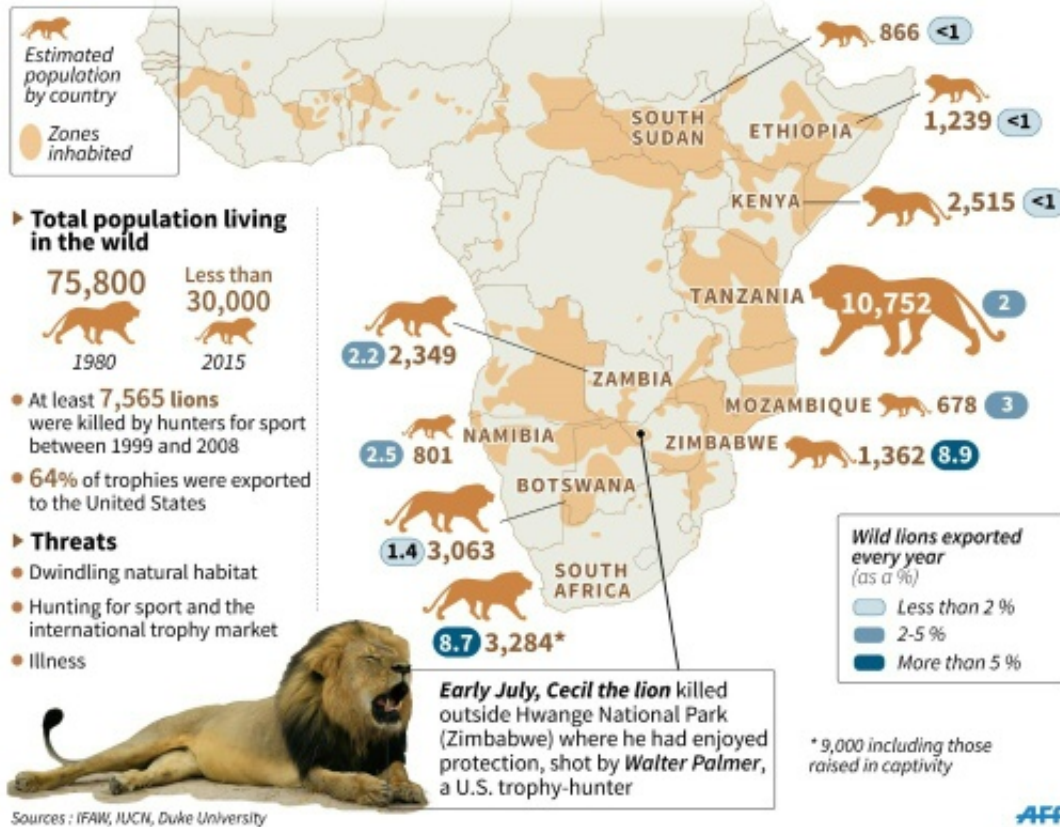 Estimated
population
by country
Zones
inhabited
Total population living
in the wild
75,800
1980
Less than
30,000
2015
At least 7,565 lions
were killed by hunters for sport
between 1999 and 2008
64% of trophies were exported
to the United States
Threats
Dwindling natural habitat
Hunting for sport and the
international trophy market
Illness
866 <1
SOUTH
SUDAN
ETHIOPIA
1,239 <1
KENYA
2,515 <1
TANZANIA
10,752 2
2.2 2,349
ZAMBIA
MOZAMBIQUE 678 3
2.5 801
NAMIBIA
ZIMBABWE 1,362 8.9
BOTSWANA
1.4 3,063
SOUTH
AFRICA
8.7 3,284*
Wild lions exported
every year
(as a %)
Less than 2 %
2-5 %
More than 5 %
Early July, Cecil the lion killed
outside Hwange National Park
(Zimbabwe) where he had enjoyed
protection, shot by Walter Palmer,
a U.S. trophy-hunter
* 9,000 including those
raised in captivity
Sources : IFAW, IUCN, Duke University
AFP